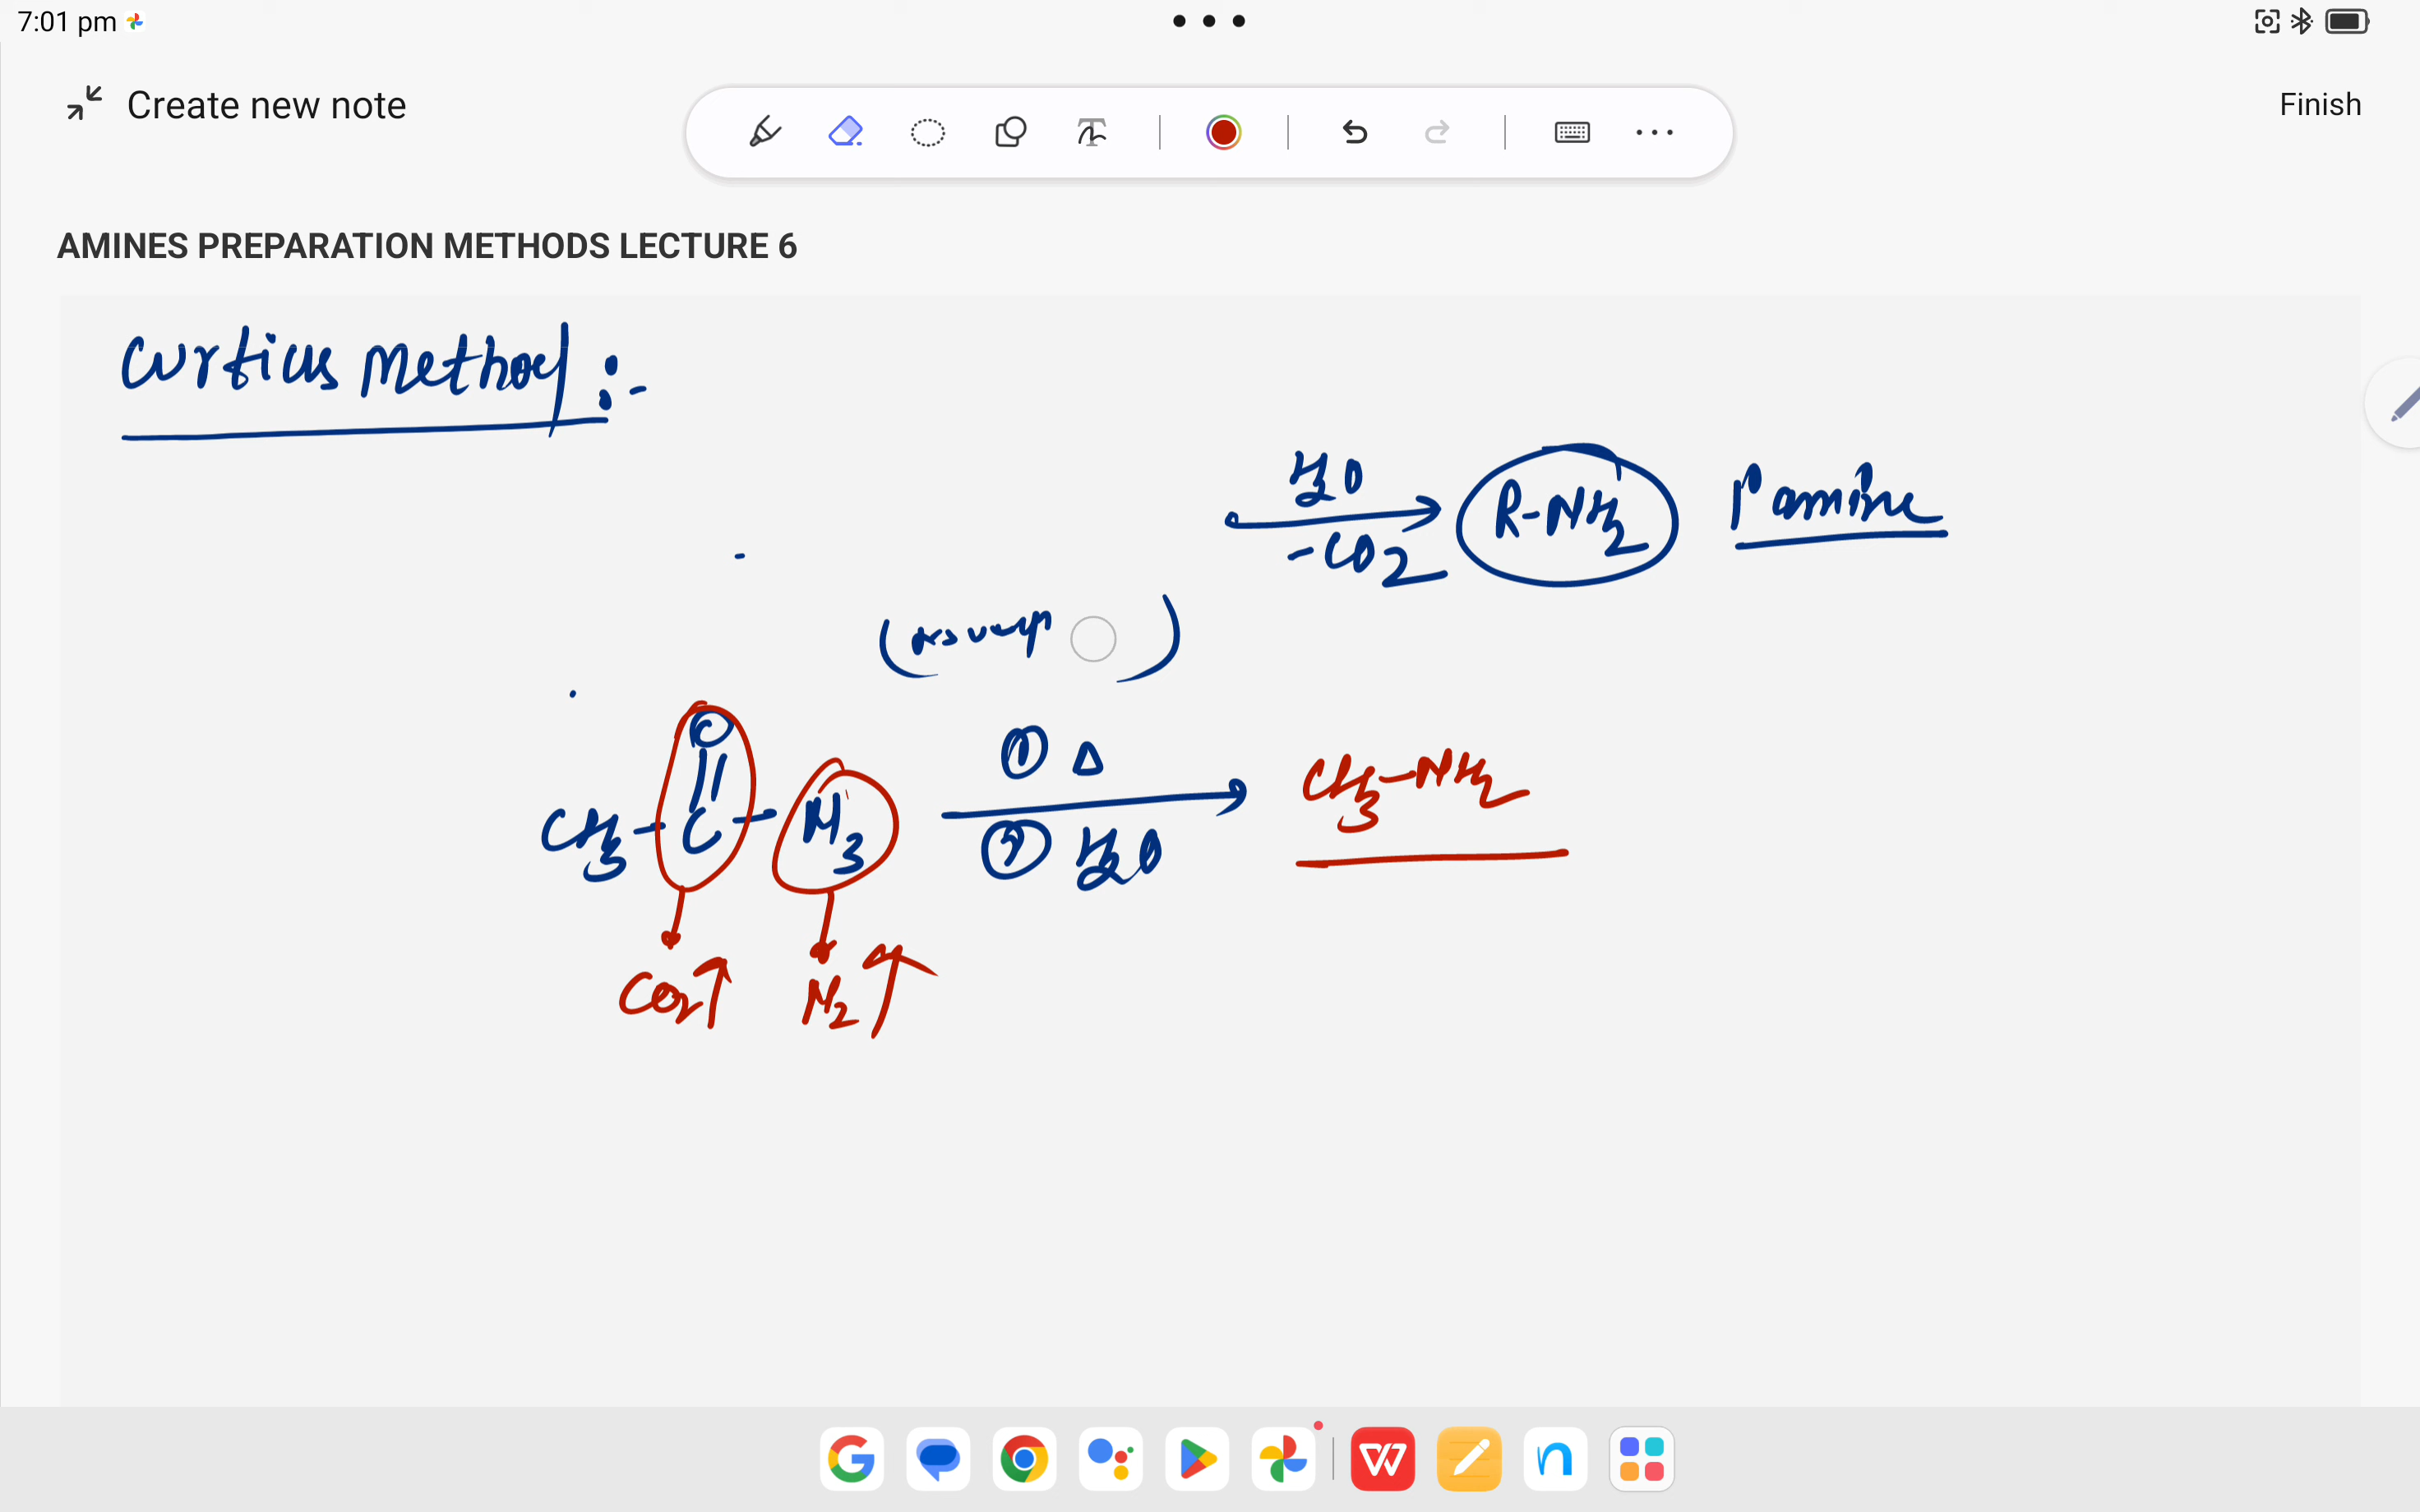 7:01 pm
Create new note
Finish
AMINES PREPARATION METHODS LECTURE 6
Curtius Method :-
H2O
-CO2
R-NH2
1° amine
O
||
CH3-C-N3
① Δ
② H2O
CH3-NH2
CO2↑
N2↑